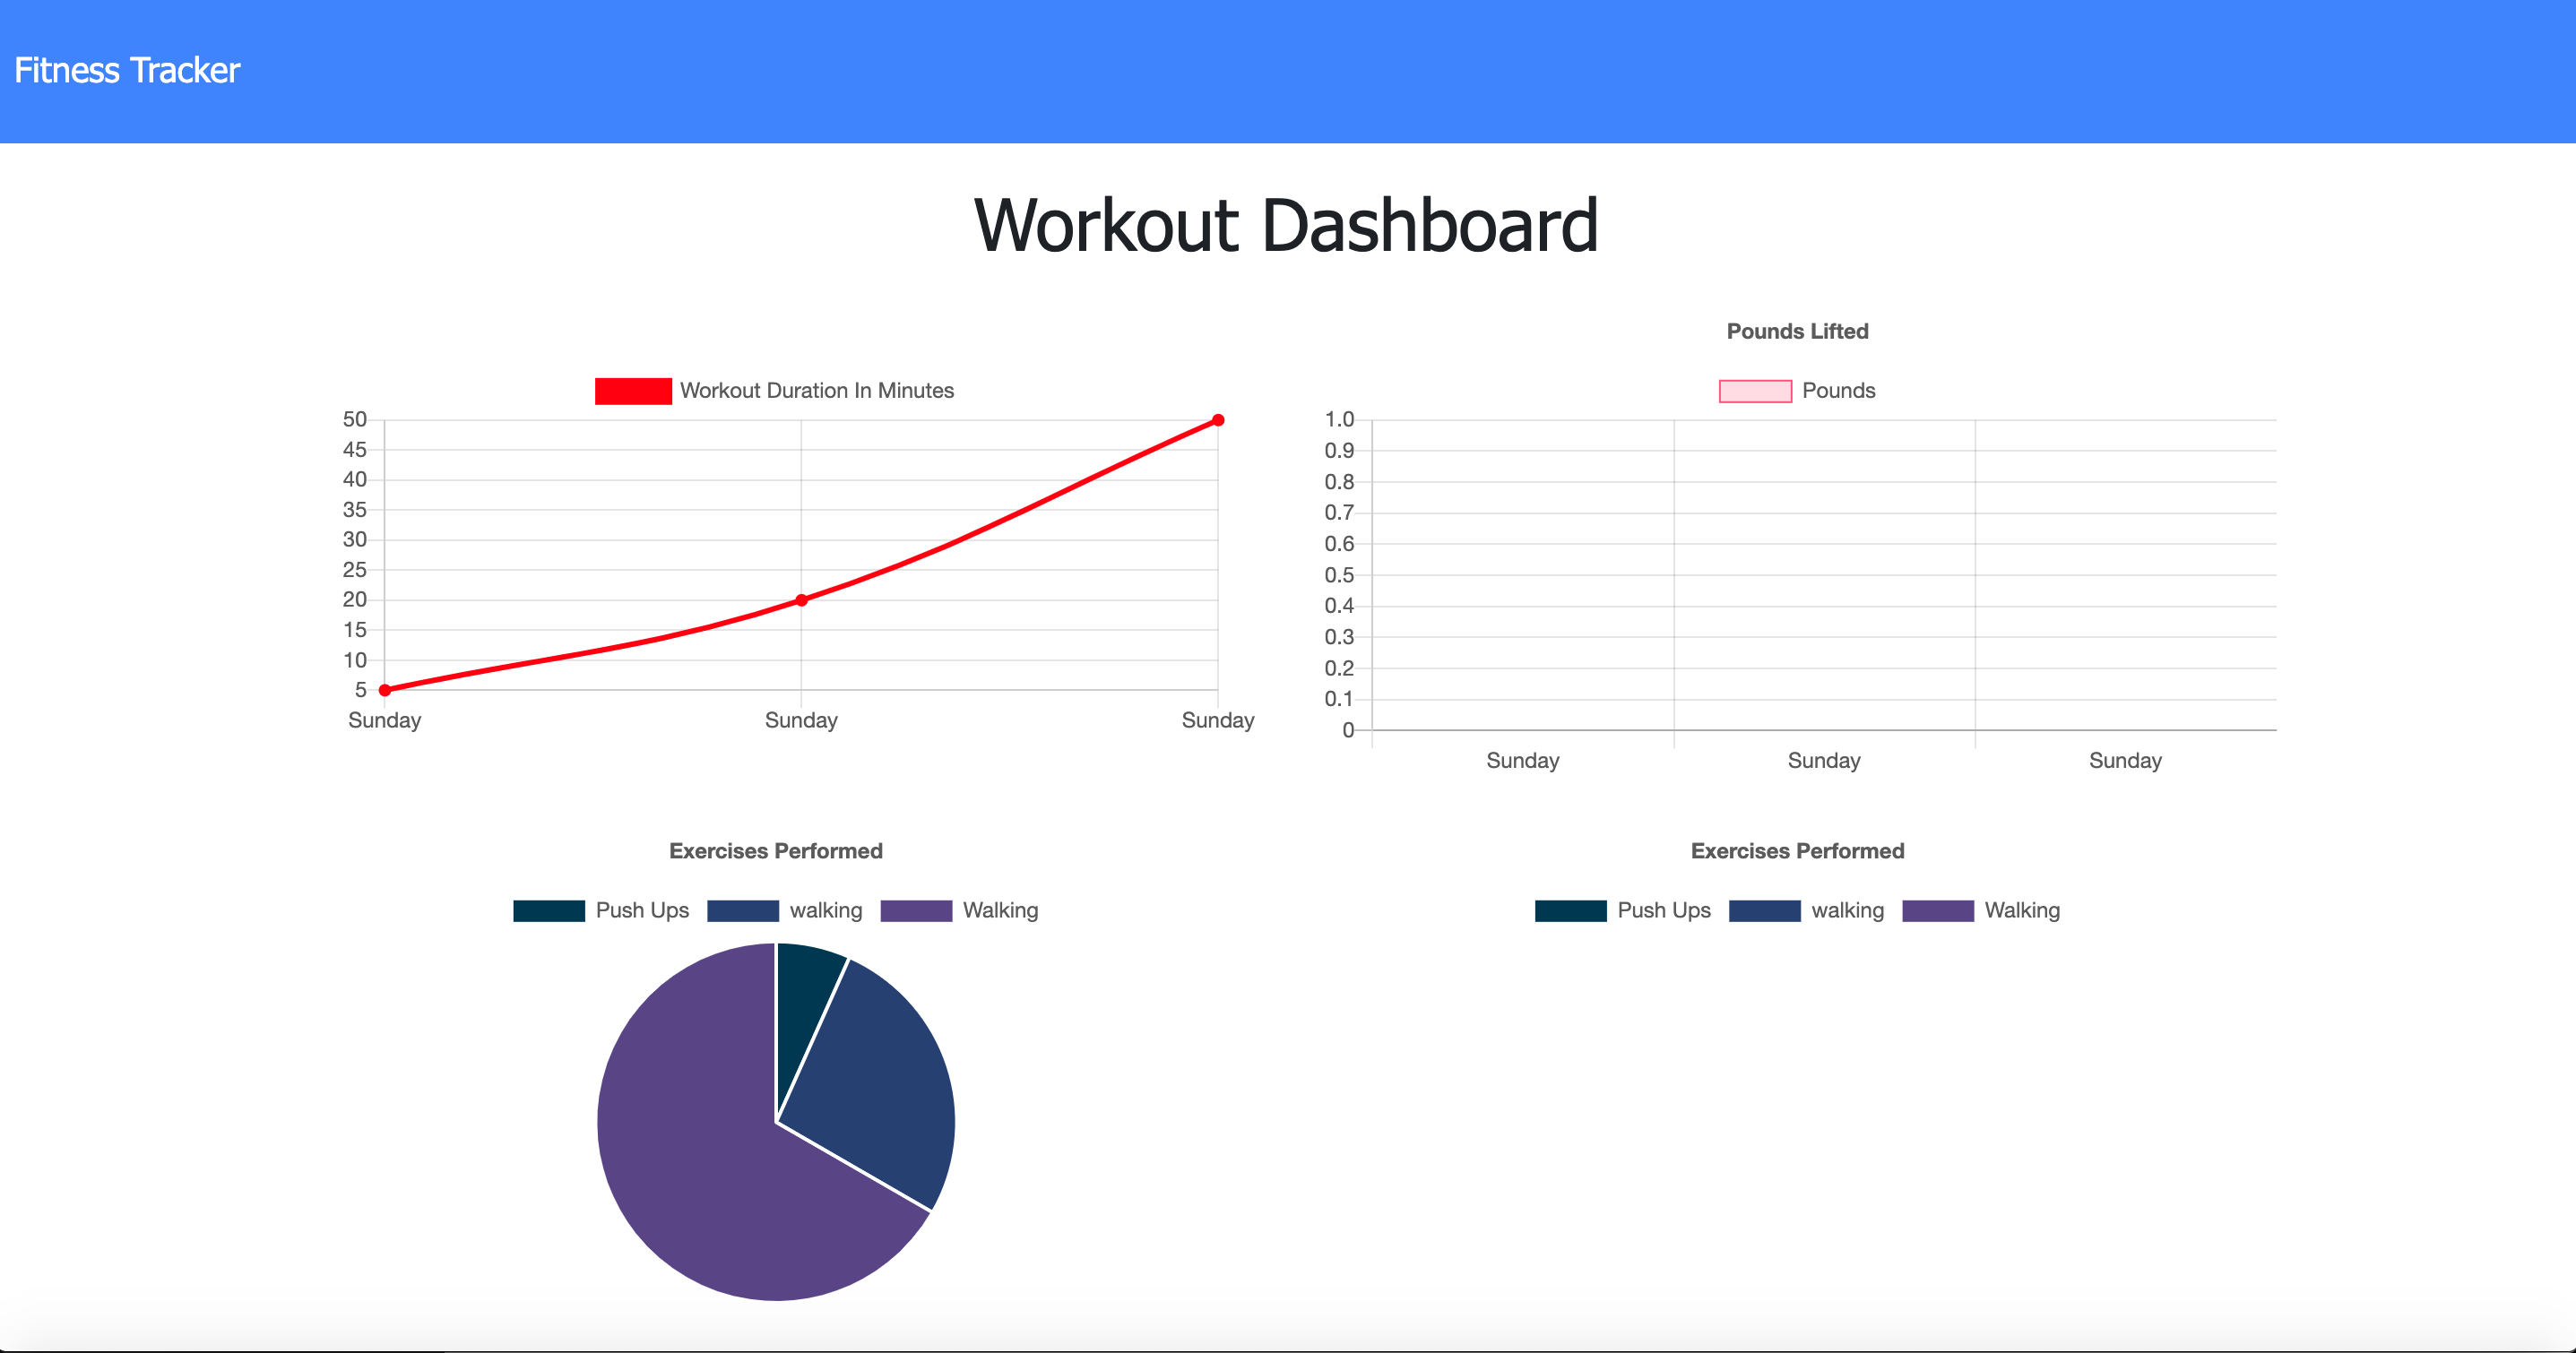 Fitness Tracker
Workout Dashboard
Workout Duration In Minutes
50
45
40
35
30
25
20
15
10
5
Sunday Sunday Sunday
Pounds Lifted
Pounds
1.0
0.9
0.8
0.7
0.6
0.5
0.4
0.3
0.2
0.1
0
Sunday Sunday Sunday
Exercises Performed
Push Ups walking Walking
Exercises Performed
Push Ups walking Walking